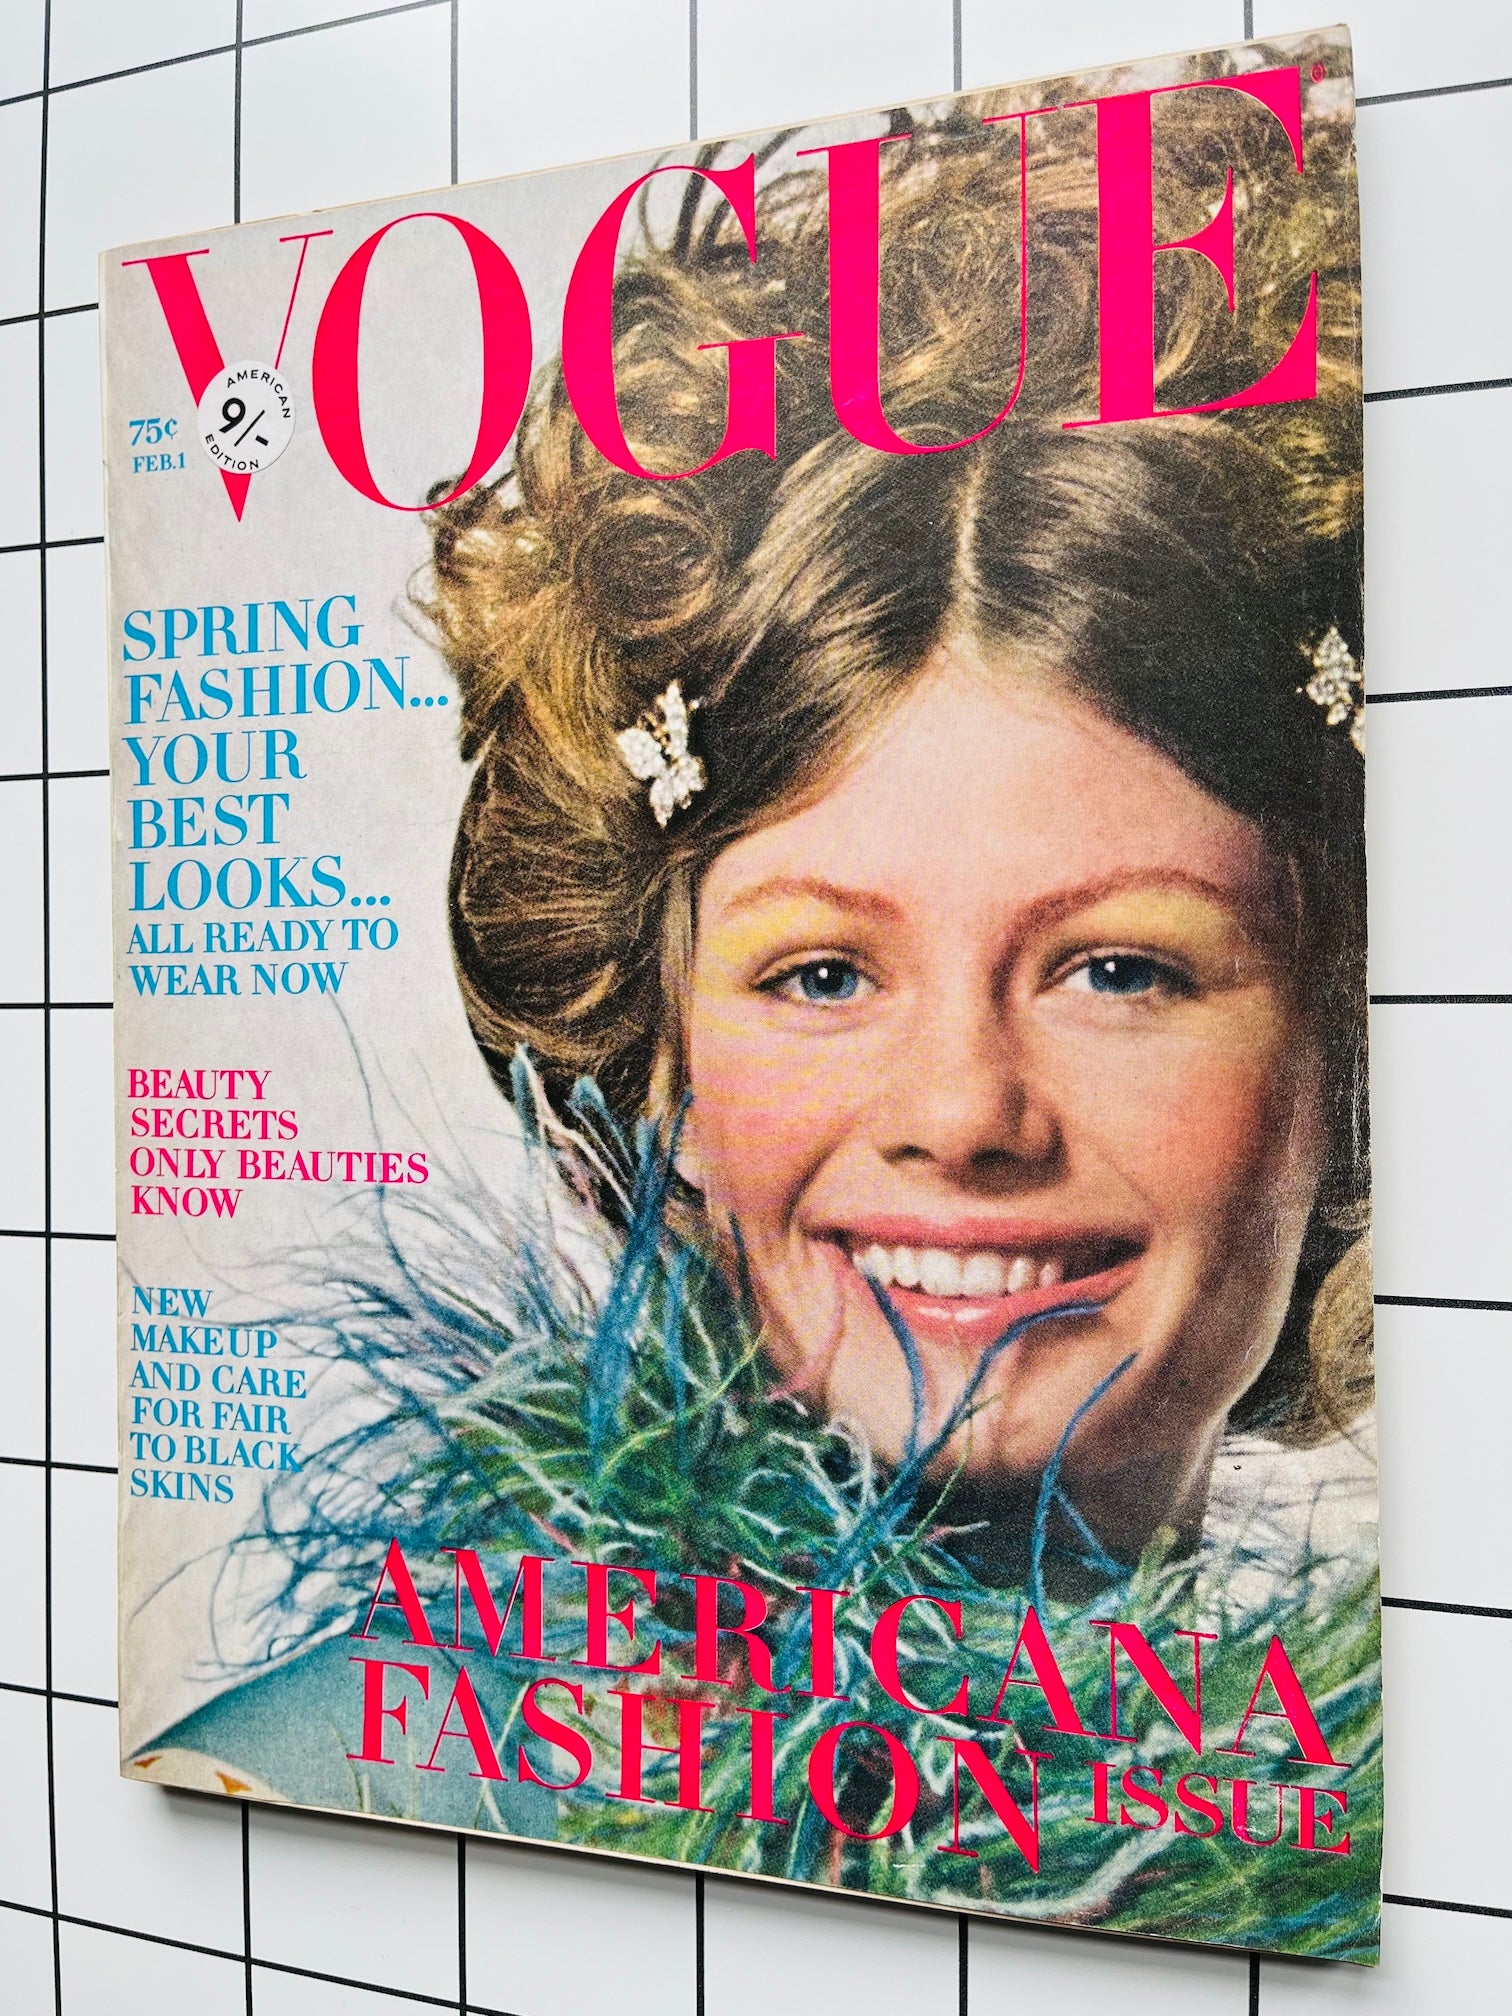 VOGUE
75¢
FEB.1
AMERICAN
9/-
EDITION
SPRING
FASHION...
YOUR
BEST
LOOKS...
ALL READY TO
WEAR NOW
BEAUTY
SECRETS
ONLY BEAUTIES
KNOW
NEW
MAKEUP
AND CARE
FOR FAIR
TO BLACK
SKINS
AMERICANA
FASHION ISSUE